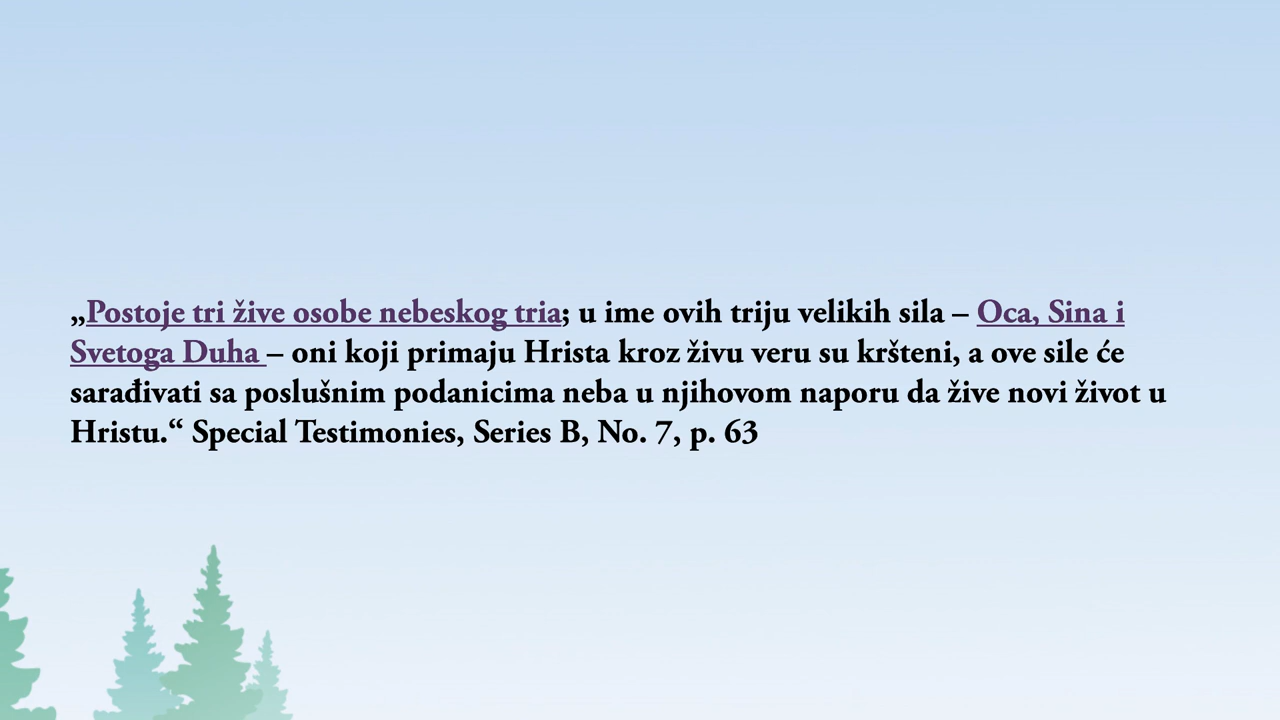 „Postoje tri žive osobe nebeskog tria; u ime ovih triju velikih sila – Oca, Sina i
Svetoga Duha – oni koji primaju Hrista kroz živu veru su kršteni, a ove sile će
sarađivati sa poslušnim podanicima neba u njihovom naporu da žive novi život u
Hristu.“ Special Testimonies, Series B, No. 7, p. 63